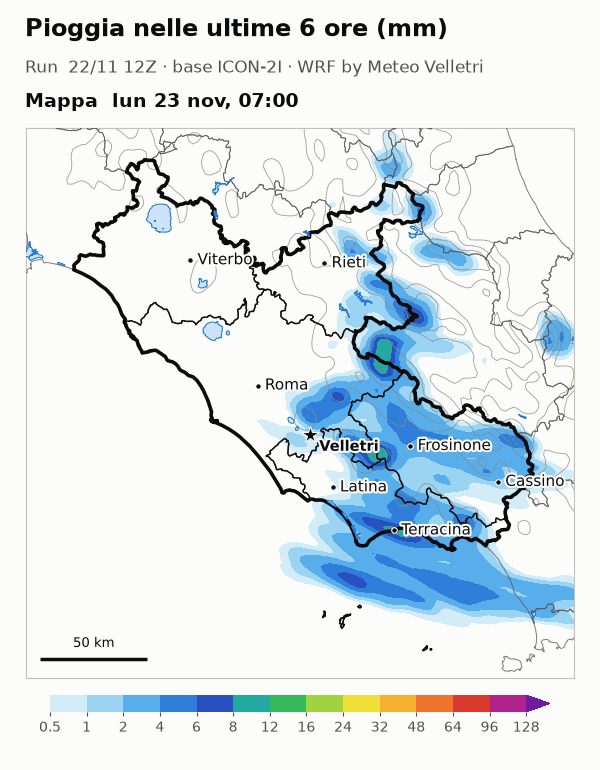 Pioggia nelle ultime 6 ore (mm)
Run  22/11 12Z · base ICON-2I · WRF by Meteo Velletri
Mappa  lun 23 nov, 07:00
Viterbo
Rieti
Roma
Velletri
Frosinone
Cassino
Latina
Terracina
50 km
0.5 1 2 4 6 8 12 16 24 32 48 64 96 128